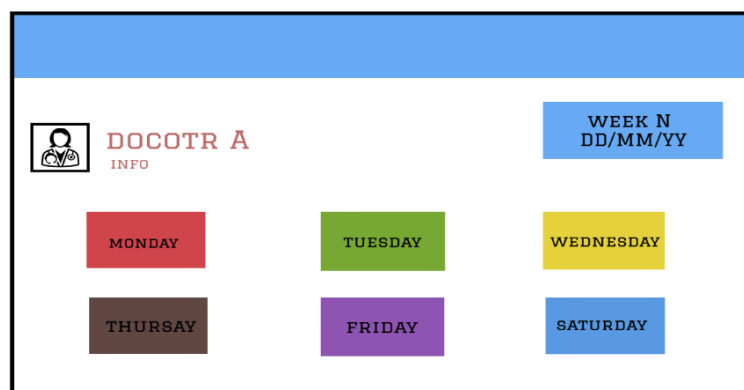 WEEK N
DD/MM/YY
DOCOTR A
INFO
MONDAY
TUESDAY
WEDNESDAY
THURSAY
FRIDAY
SATURDAY